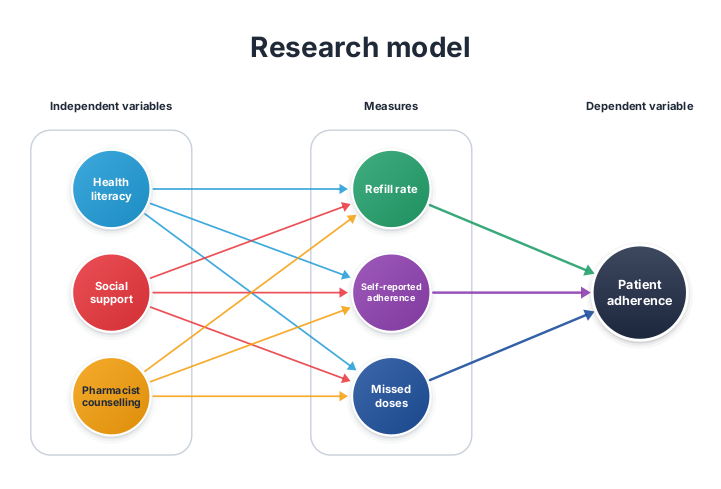 Research model
Independent variables
Measures
Dependent variable
Health
literacy
Refill rate
Social
support
Self-reported
adherence
Patient
adherence
Pharmacist
counselling
Missed
doses